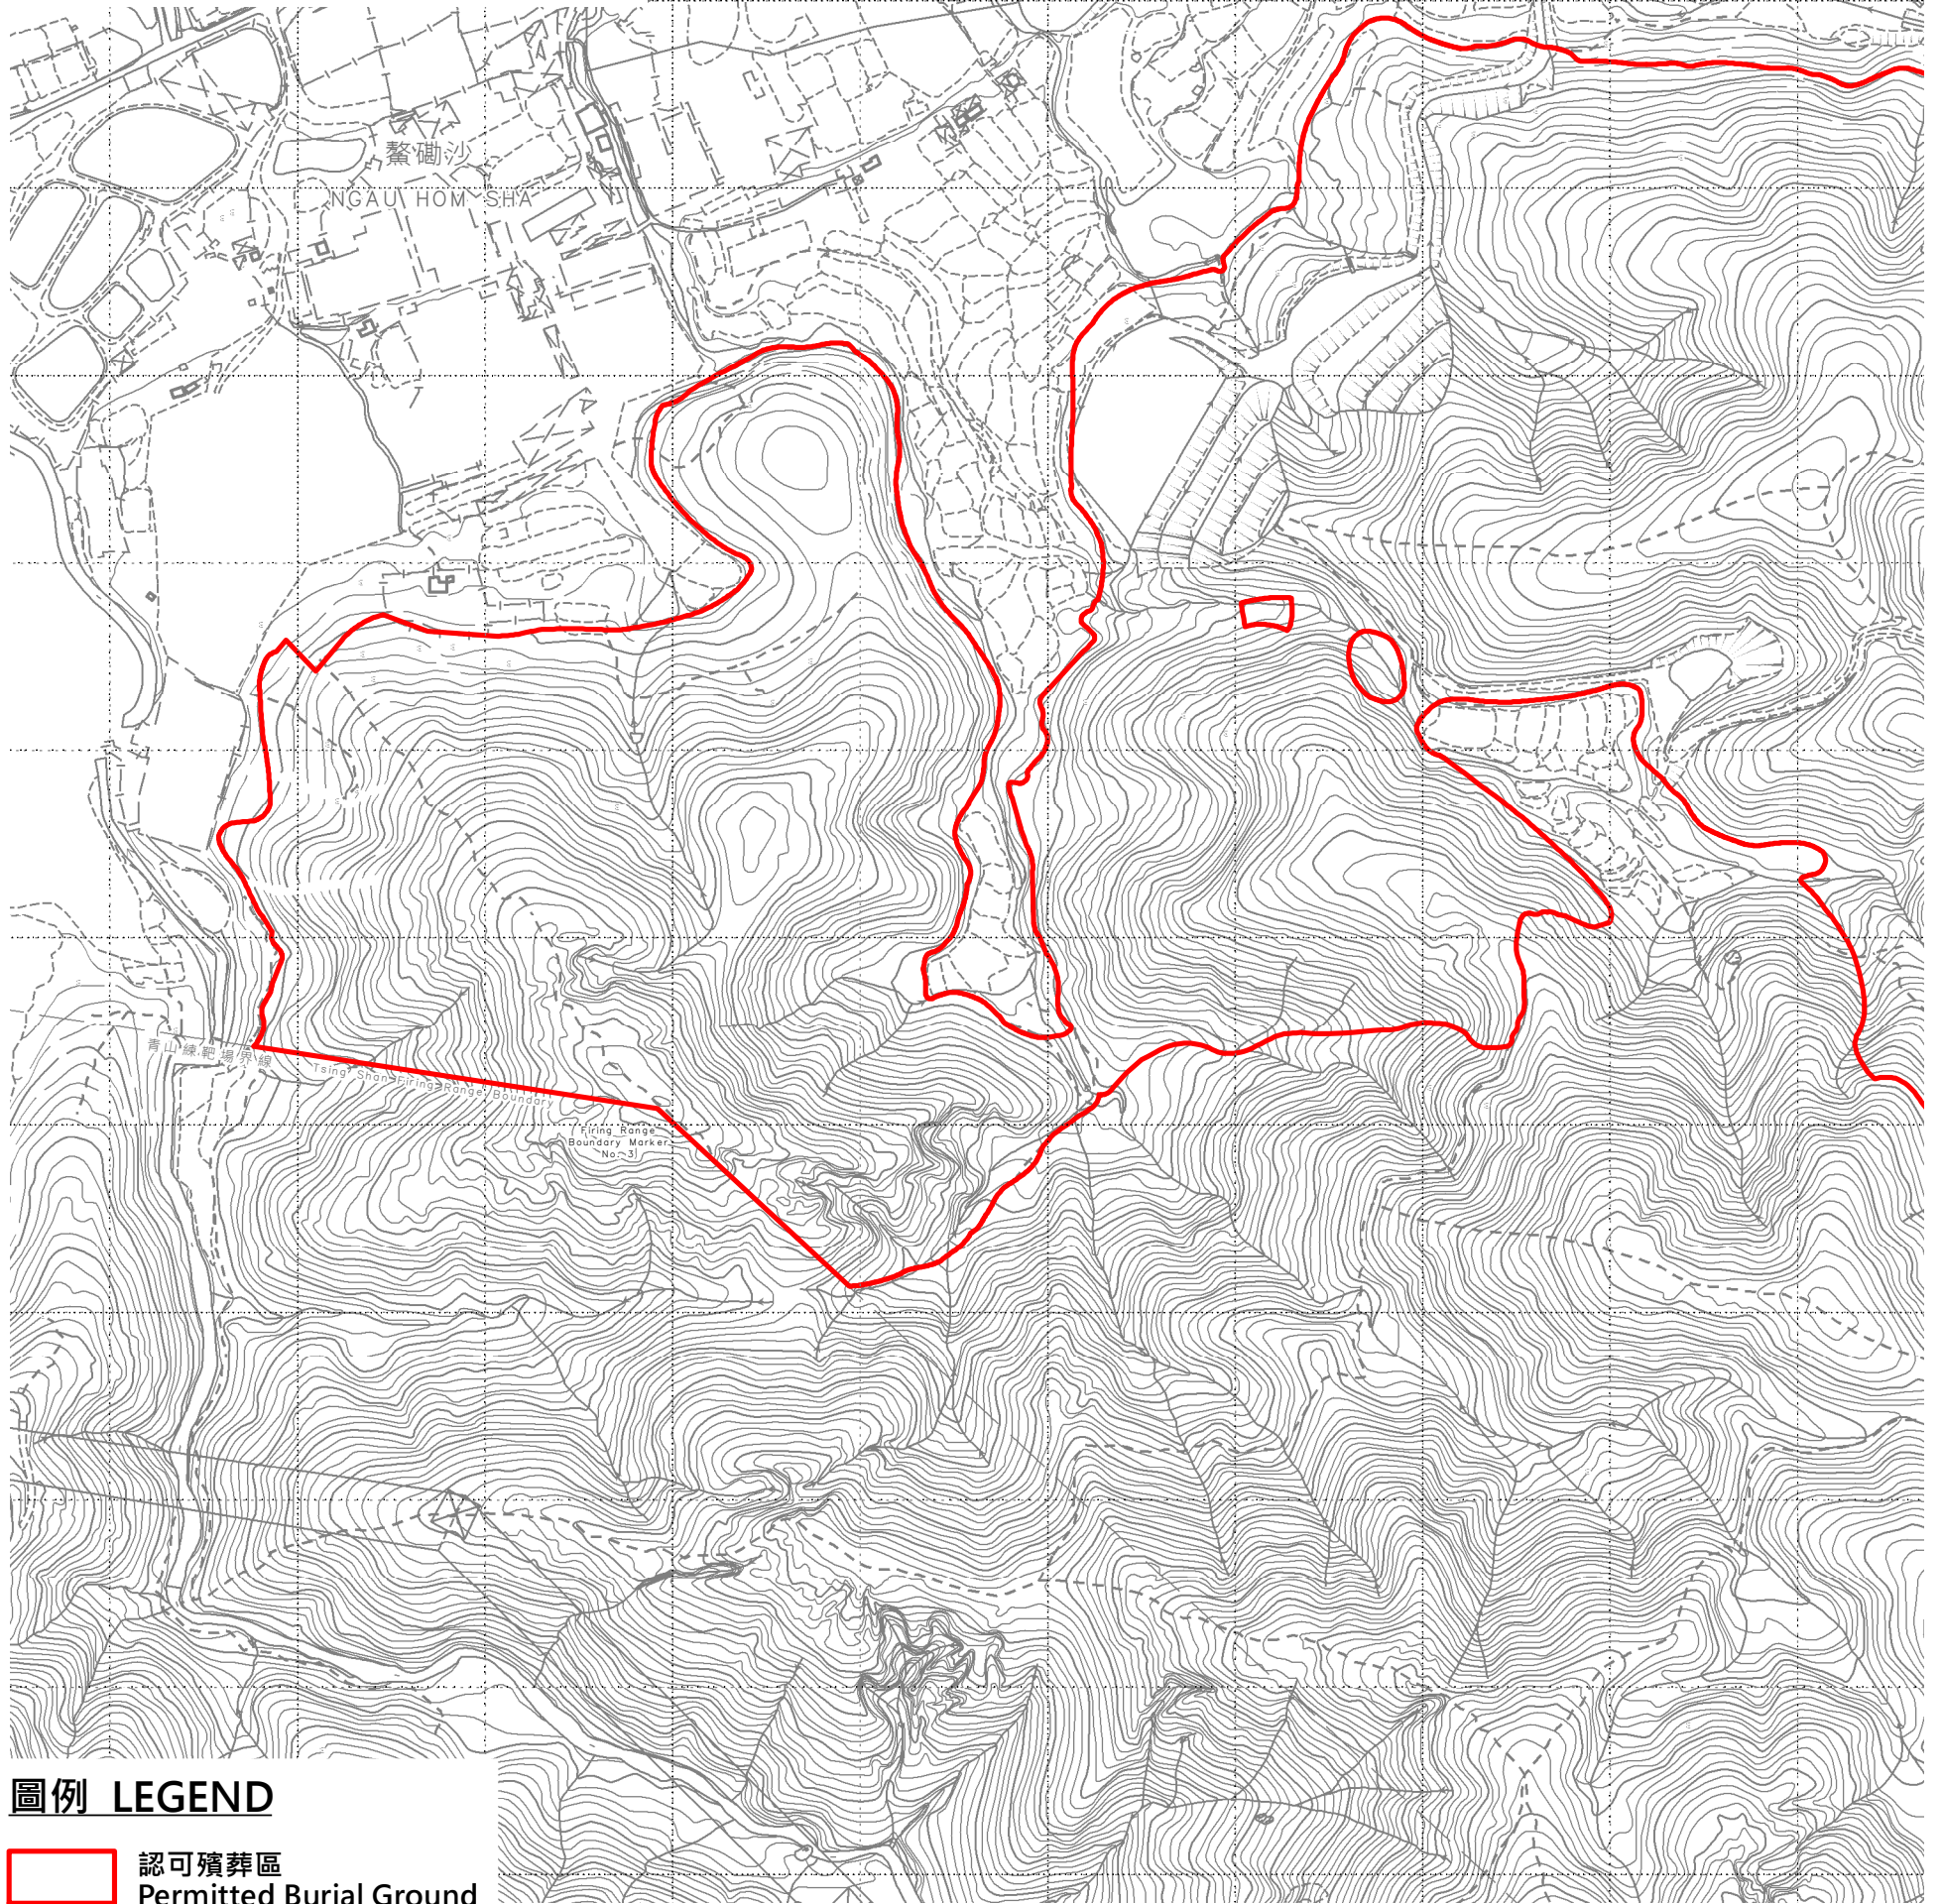 鰲磡沙
NGAU HOM SHA
青山練靶場界線
Tsing Shan Firing Range Boundary
Firing Range
Boundary Marker
No. 3
圖例 LEGEND
認可殯葬區
Permitted Burial Ground